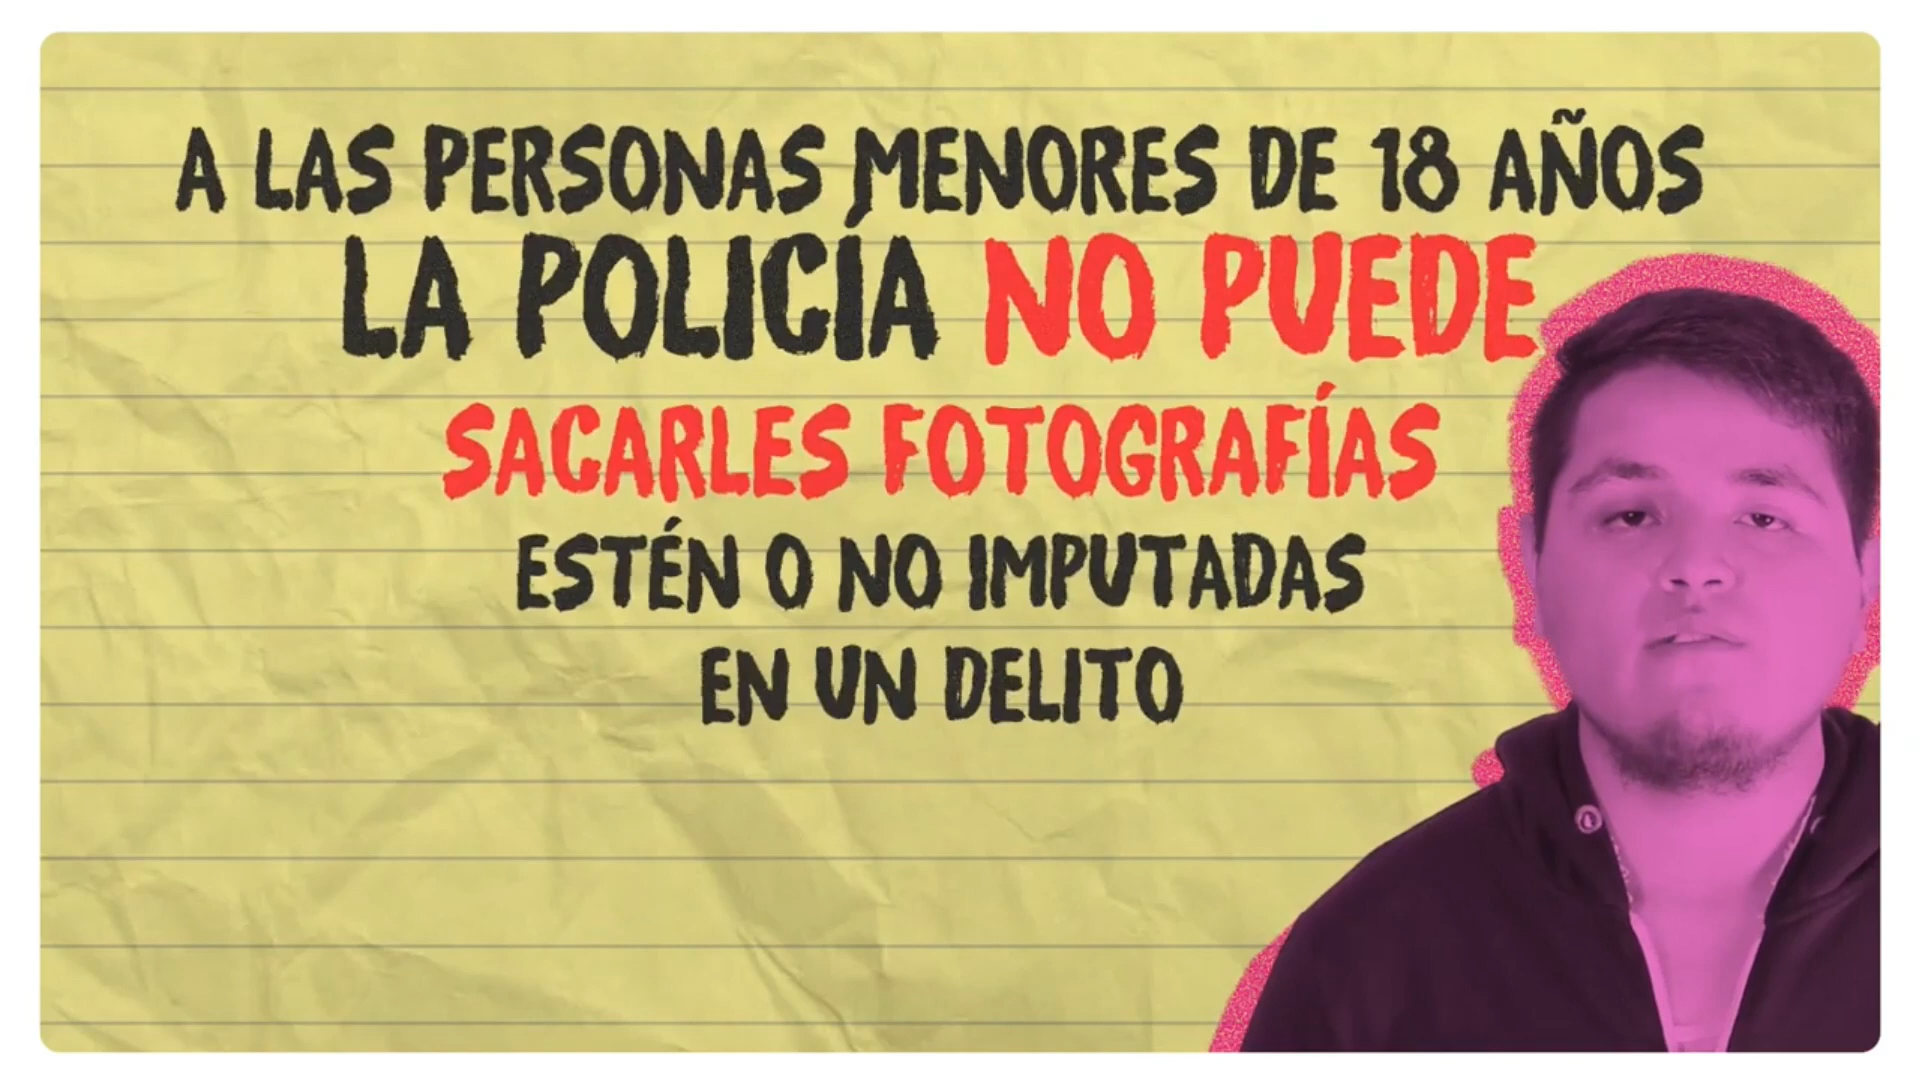 A LAS PERSONAS MENORES DE 18 AÑOS
LA POLICÍA NO PUEDE
SACARLES FOTOGRAFÍAS
ESTÉN O NO IMPUTADAS
EN UN DELITO